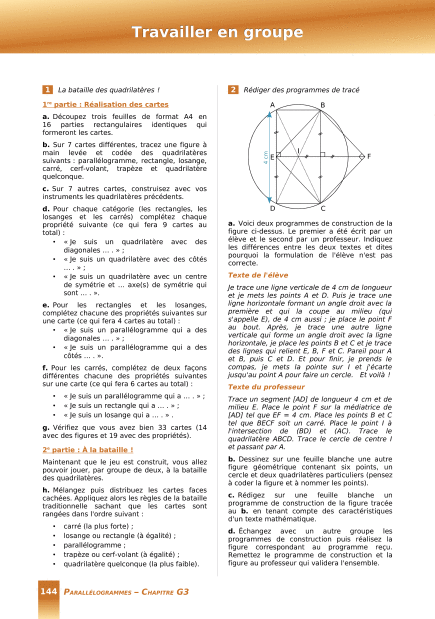 Travailler en groupe
1 La bataille des quadrilatères !
1re partie : Réalisation des cartes
a. Découpez trois feuilles de format A4 en
16 parties rectangulaires identiques qui
formeront les cartes.
b. Sur 7 cartes différentes, tracez une figure à
main levée et codée des quadrilatères
suivants : parallélogramme, rectangle, losange,
carré, cerf-volant, trapèze et quadrilatère
quelconque.
c. Sur 7 autres cartes, construisez avec vos
instruments les quadrilatères précédents.
d. Pour chaque catégorie (les rectangles, les
losanges et les carrés) complétez chaque
propriété suivante (ce qui fera 9 cartes au
total) :
• « Je suis un quadrilatère avec des
diagonales ... . » ;
• « Je suis un quadrilatère avec des côtés
... . » ;
• « Je suis un quadrilatère avec un centre
de symétrie et ... axe(s) de symétrie qui
sont ... . ».
e. Pour les rectangles et les losanges,
complétez chacune des propriétés suivantes sur
une carte (ce qui fera 4 cartes au total) :
• « Je suis un parallélogramme qui a des
diagonales ... . » ;
• « Je suis un parallélogramme qui a des
côtés ... . ».
f. Pour les carrés, complétez de deux façons
différentes chacune des propriétés suivantes
sur une carte (ce qui fera 6 cartes au total) :
• « Je suis un parallélogramme qui a ... . » ;
• « Je suis un rectangle qui a ... . » ;
• « Je suis un losange qui a ... . » .
g. Vérifiez que vous avez bien 33 cartes (14
avec des figures et 19 avec des propriétés).
2e partie : À la bataille !
Maintenant que le jeu est construit, vous allez
pouvoir jouer, par groupe de deux, à la bataille
des quadrilatères.
h. Mélangez puis distribuez les cartes faces
cachées. Appliquez alors les règles de la bataille
traditionnelle sachant que les cartes sont
rangées dans l'ordre suivant :
• carré (la plus forte) ;
• losange ou rectangle (à égalité) ;
• parallélogramme ;
• trapèze ou cerf-volant (à égalité) ;
• quadrilatère quelconque (la plus faible).
2 Rédiger des programmes de tracé
A B
I
4 cm E F
D C
a. Voici deux programmes de construction de la
figure ci-dessus. Le premier a été écrit par un
élève et le second par un professeur. Indiquez
les différences entre les deux textes et dites
pourquoi la formulation de l'élève n'est pas
correcte.
Texte de l'élève
Je trace une ligne verticale de 4 cm de longueur
et je mets les points A et D. Puis je trace une
ligne horizontale formant un angle droit avec la
première et qui la coupe au milieu (qui
s'appelle E), de 4 cm aussi ; je place le point F
au bout. Après, je trace une autre ligne
verticale qui forme un angle droit avec la ligne
horizontale, je place les points B et C et je trace
des lignes qui relient E, B, F et C. Pareil pour A
et B, puis C et D. Et pour finir, je prends le
compas, je mets la pointe sur I et j'écarte
jusqu'au point A pour faire un cercle. Et voilà !
Texte du professeur
Trace un segment [AD] de longueur 4 cm et de
milieu E. Place le point F sur la médiatrice de
[AD] tel que EF = 4 cm. Place les points B et C
tel que BECF soit un carré. Place le point I à
l'intersection de (BD) et (AC). Trace le
quadrilatère ABCD. Trace le cercle de centre I
et passant par A.
b. Dessinez sur une feuille blanche une autre
figure géométrique contenant six points, un
cercle et deux quadrilatères particuliers (pensez
à coder la figure et à nommer les points).
c. Rédigez sur une feuille blanche un
programme de construction de la figure tracée
au b. en tenant compte des caractéristiques
d'un texte mathématique.
d. Échangez avec un autre groupe les
programmes de construction puis réalisez la
figure correspondant au programme reçu.
Remettez le programme de construction et la
figure au professeur qui validera l'ensemble.
144 PARALLÉLOGRAMMES – CHAPITRE G3